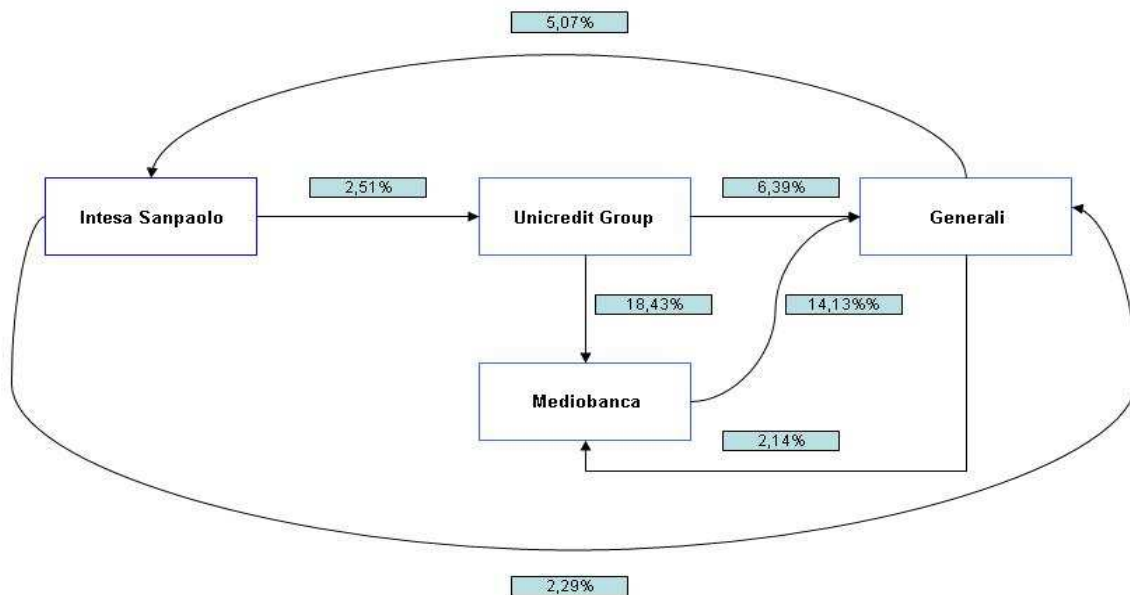 5,07%
2,51%
6,39%
Intesa Sanpaolo
Unicredit Group
Generali
18,43%
14,13%%
Mediobanca
2,14%
2,29%